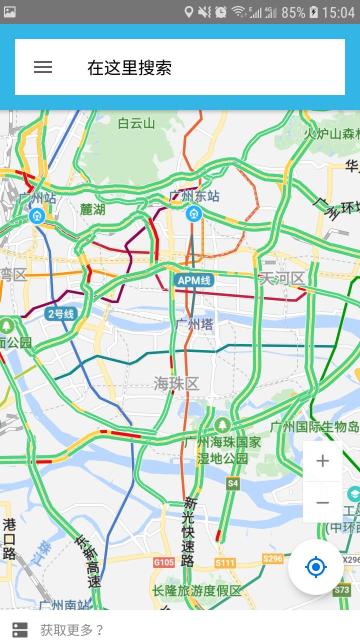 85% 15:04
在这里搜索
白云山
火炉山森林
华
广州站
广州东站
麓湖
广州环城
湾区
天河区
APM线
2号线
广州塔
面公园
海珠区
广州海珠国家
湿地公园
广州国际生物岛
S4
新光快速路
港口路
珠江
东新高速
工
(中环西
G105
S111
S296
X296
S73
长隆旅游度假区
广州南站
获取更多？